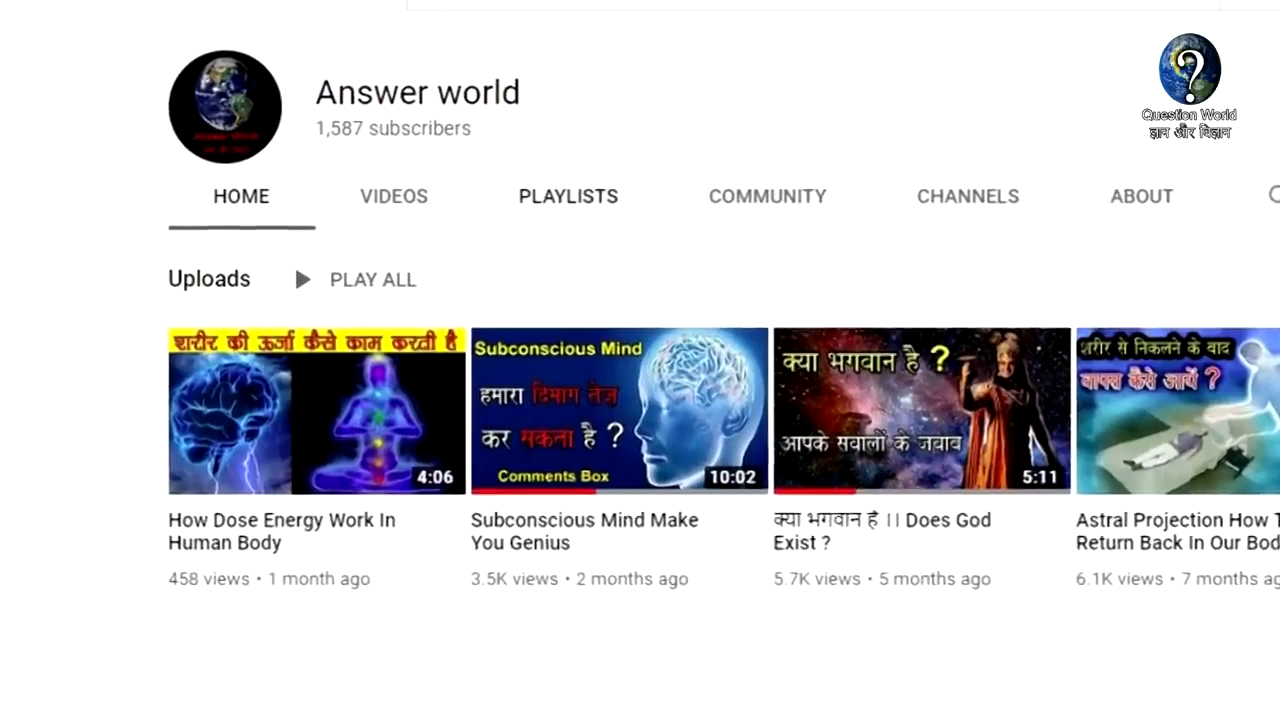 Answer world
1,587 subscribers
Question World
ज्ञान और विज्ञान
HOME VIDEOS PLAYLISTS COMMUNITY CHANNELS ABOUT
Uploads PLAY ALL
शरीर की ऊर्जा कैसे काम करती है
4:06
Subconscious Mind
हमारा दिमाग तेज
कर सकता है ?
Comments Box
10:02
क्या भगवान है ?
आपके सवालों के जवाब
5:11
शरीर से निकलने के बाद
वापस कैसे आयें ?
How Dose Energy Work In
Human Body
458 views • 1 month ago
Subconscious Mind Make
You Genius
3.5K views • 2 months ago
क्या भगवान है ।। Does God
Exist ?
5.7K views • 5 months ago
Astral Projection How
Return Back In Our
6.1K views • 7 months